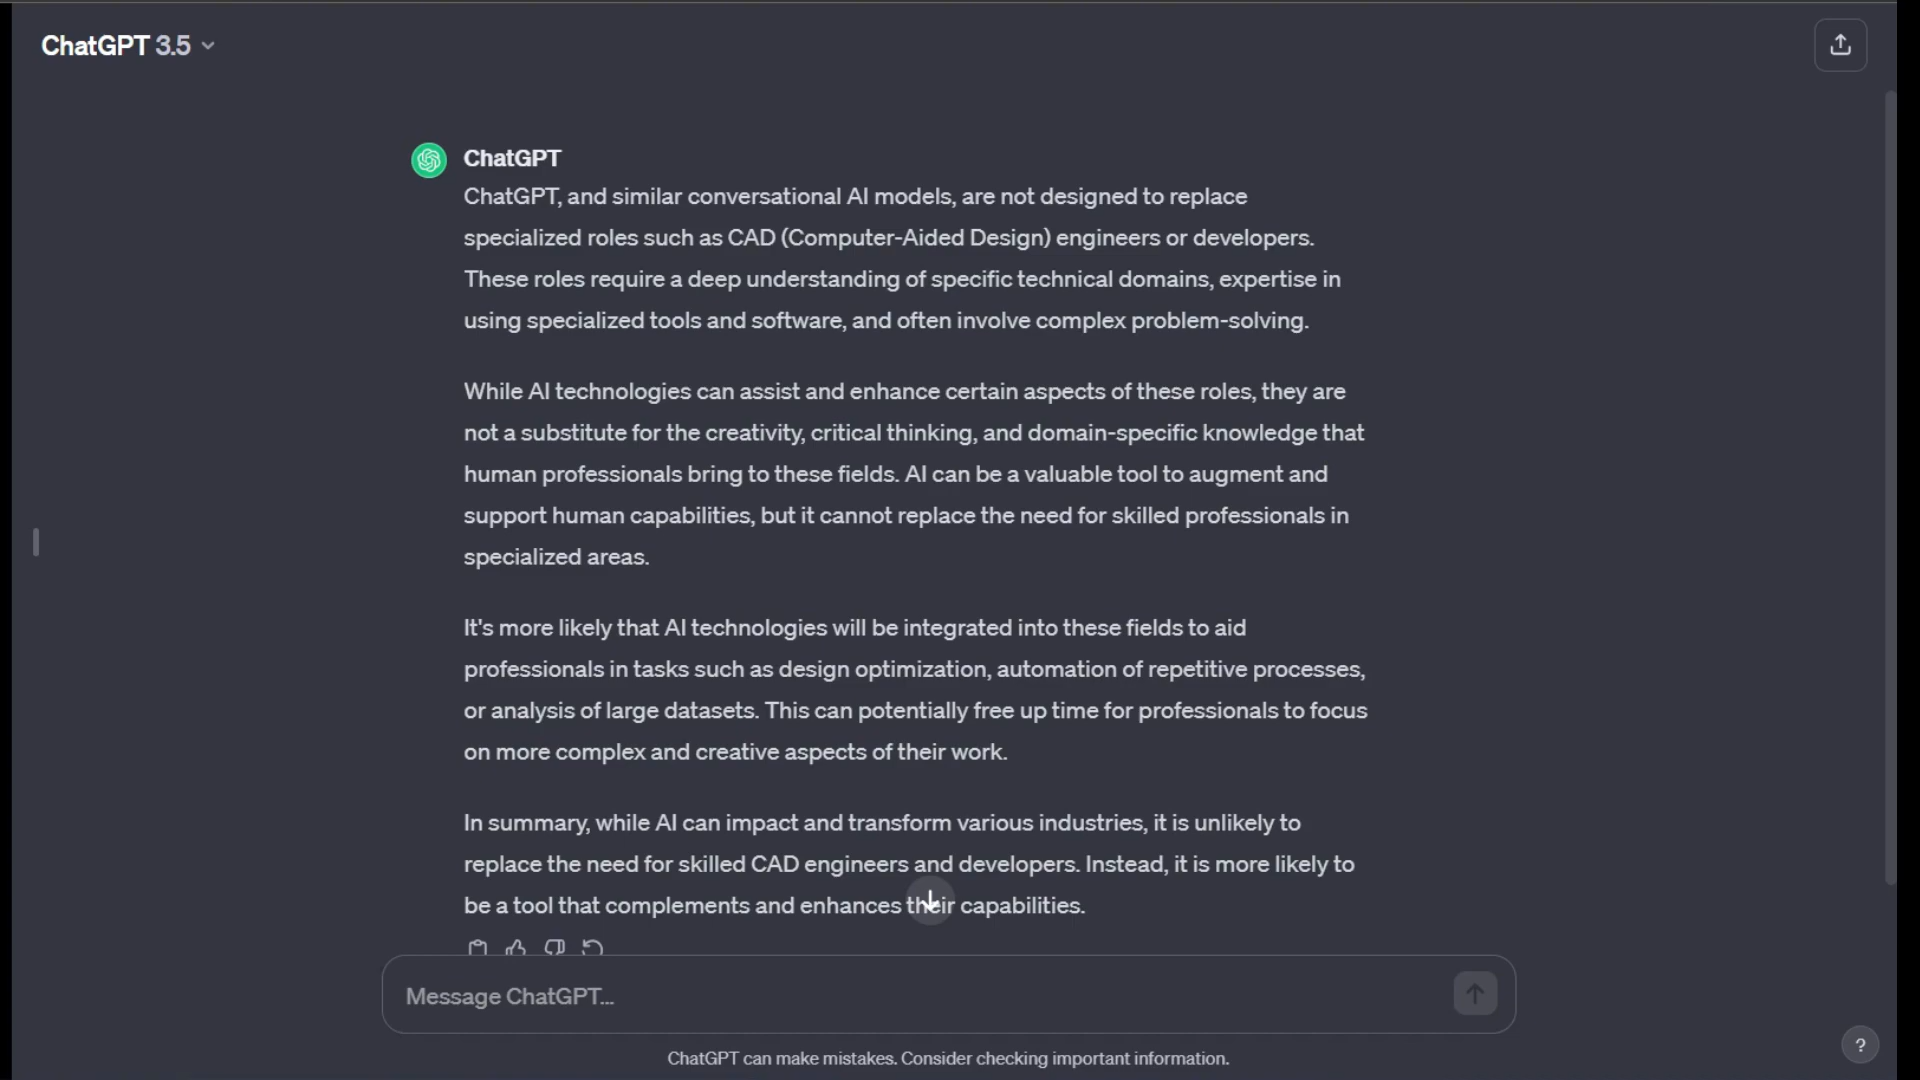 ChatGPT 3.5
ChatGPT
ChatGPT, and similar conversational AI models, are not designed to replace
specialized roles such as CAD (Computer-Aided Design) engineers or developers.
These roles require a deep understanding of specific technical domains, expertise in
using specialized tools and software, and often involve complex problem-solving.
While AI technologies can assist and enhance certain aspects of these roles, they are
not a substitute for the creativity, critical thinking, and domain-specific knowledge that
human professionals bring to these fields. AI can be a valuable tool to augment and
support human capabilities, but it cannot replace the need for skilled professionals in
specialized areas.
It's more likely that AI technologies will be integrated into these fields to aid
professionals in tasks such as design optimization, automation of repetitive processes,
or analysis of large datasets. This can potentially free up time for professionals to focus
on more complex and creative aspects of their work.
In summary, while AI can impact and transform various industries, it is unlikely to
replace the need for skilled CAD engineers and developers. Instead, it is more likely to
be a tool that complements and enhances their capabilities.
Message ChatGPT...
ChatGPT can make mistakes. Consider checking important information.
?